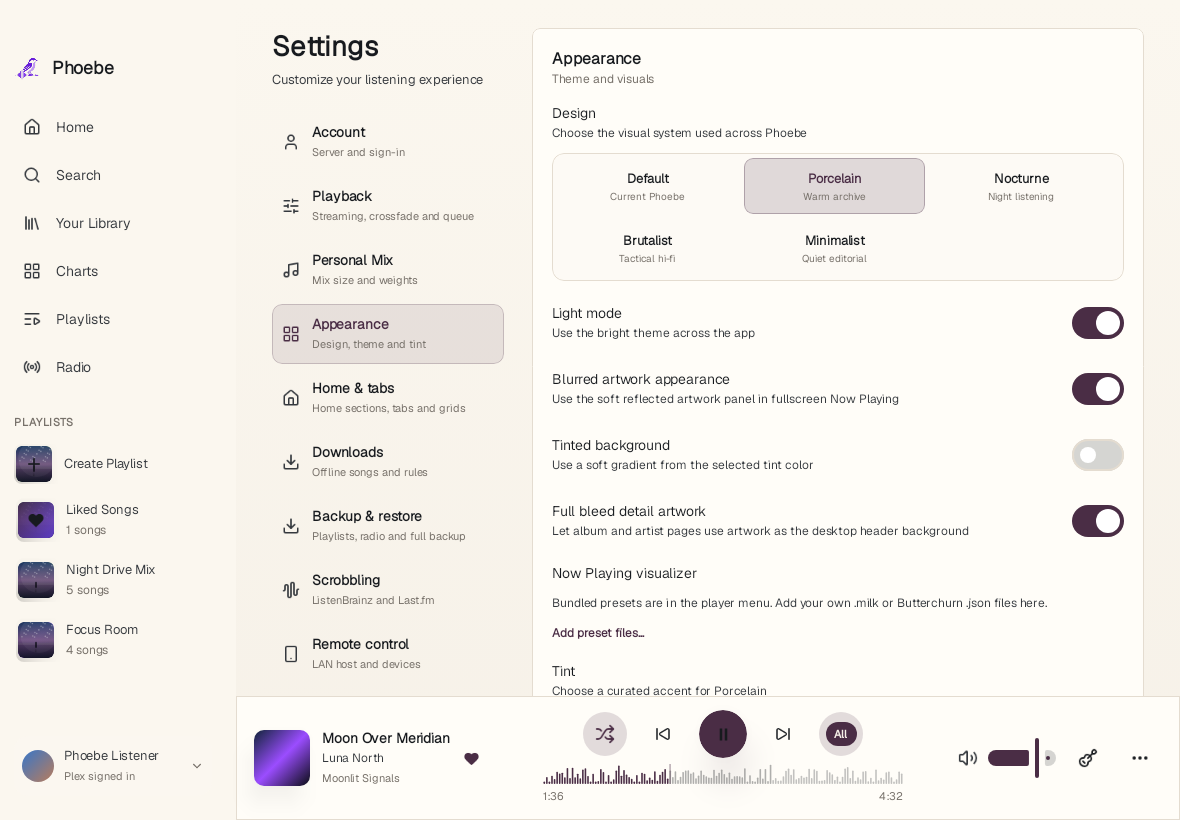 Phoebe
Home
Search
Your Library
Charts
Playlists
Radio
PLAYLISTS
Create Playlist
Liked Songs
1 songs
Night Drive Mix
5 songs
Focus Room
4 songs
Phoebe Listener
Plex signed in
Settings
Customize your listening experience
Account
Server and sign-in
Playback
Streaming, crossfade and queue
Personal Mix
Mix size and weights
Appearance
Design, theme and tint
Home & tabs
Home sections, tabs and grids
Downloads
Offline songs and rules
Backup & restore
Playlists, radio and full backup
Scrobbling
ListenBrainz and Last.fm
Remote control
LAN host and devices
Appearance
Theme and visuals
Design
Choose the visual system used across Phoebe
Default
Current Phoebe
Porcelain
Warm archive
Nocturne
Night listening
Brutalist
Tactical hi-fi
Minimalist
Quiet editorial
Light mode
Use the bright theme across the app
Blurred artwork appearance
Use the soft reflected artwork panel in fullscreen Now Playing
Tinted background
Use a soft gradient from the selected tint color
Full bleed detail artwork
Let album and artist pages use artwork as the desktop header background
Now Playing visualizer
Bundled presets are in the player menu. Add your own .milk or Butterchurn .json files here.
Add preset files...
Tint
Choose a curated accent for Porcelain
Moon Over Meridian
Luna North
Moonlit Signals
All
1:36
4:32